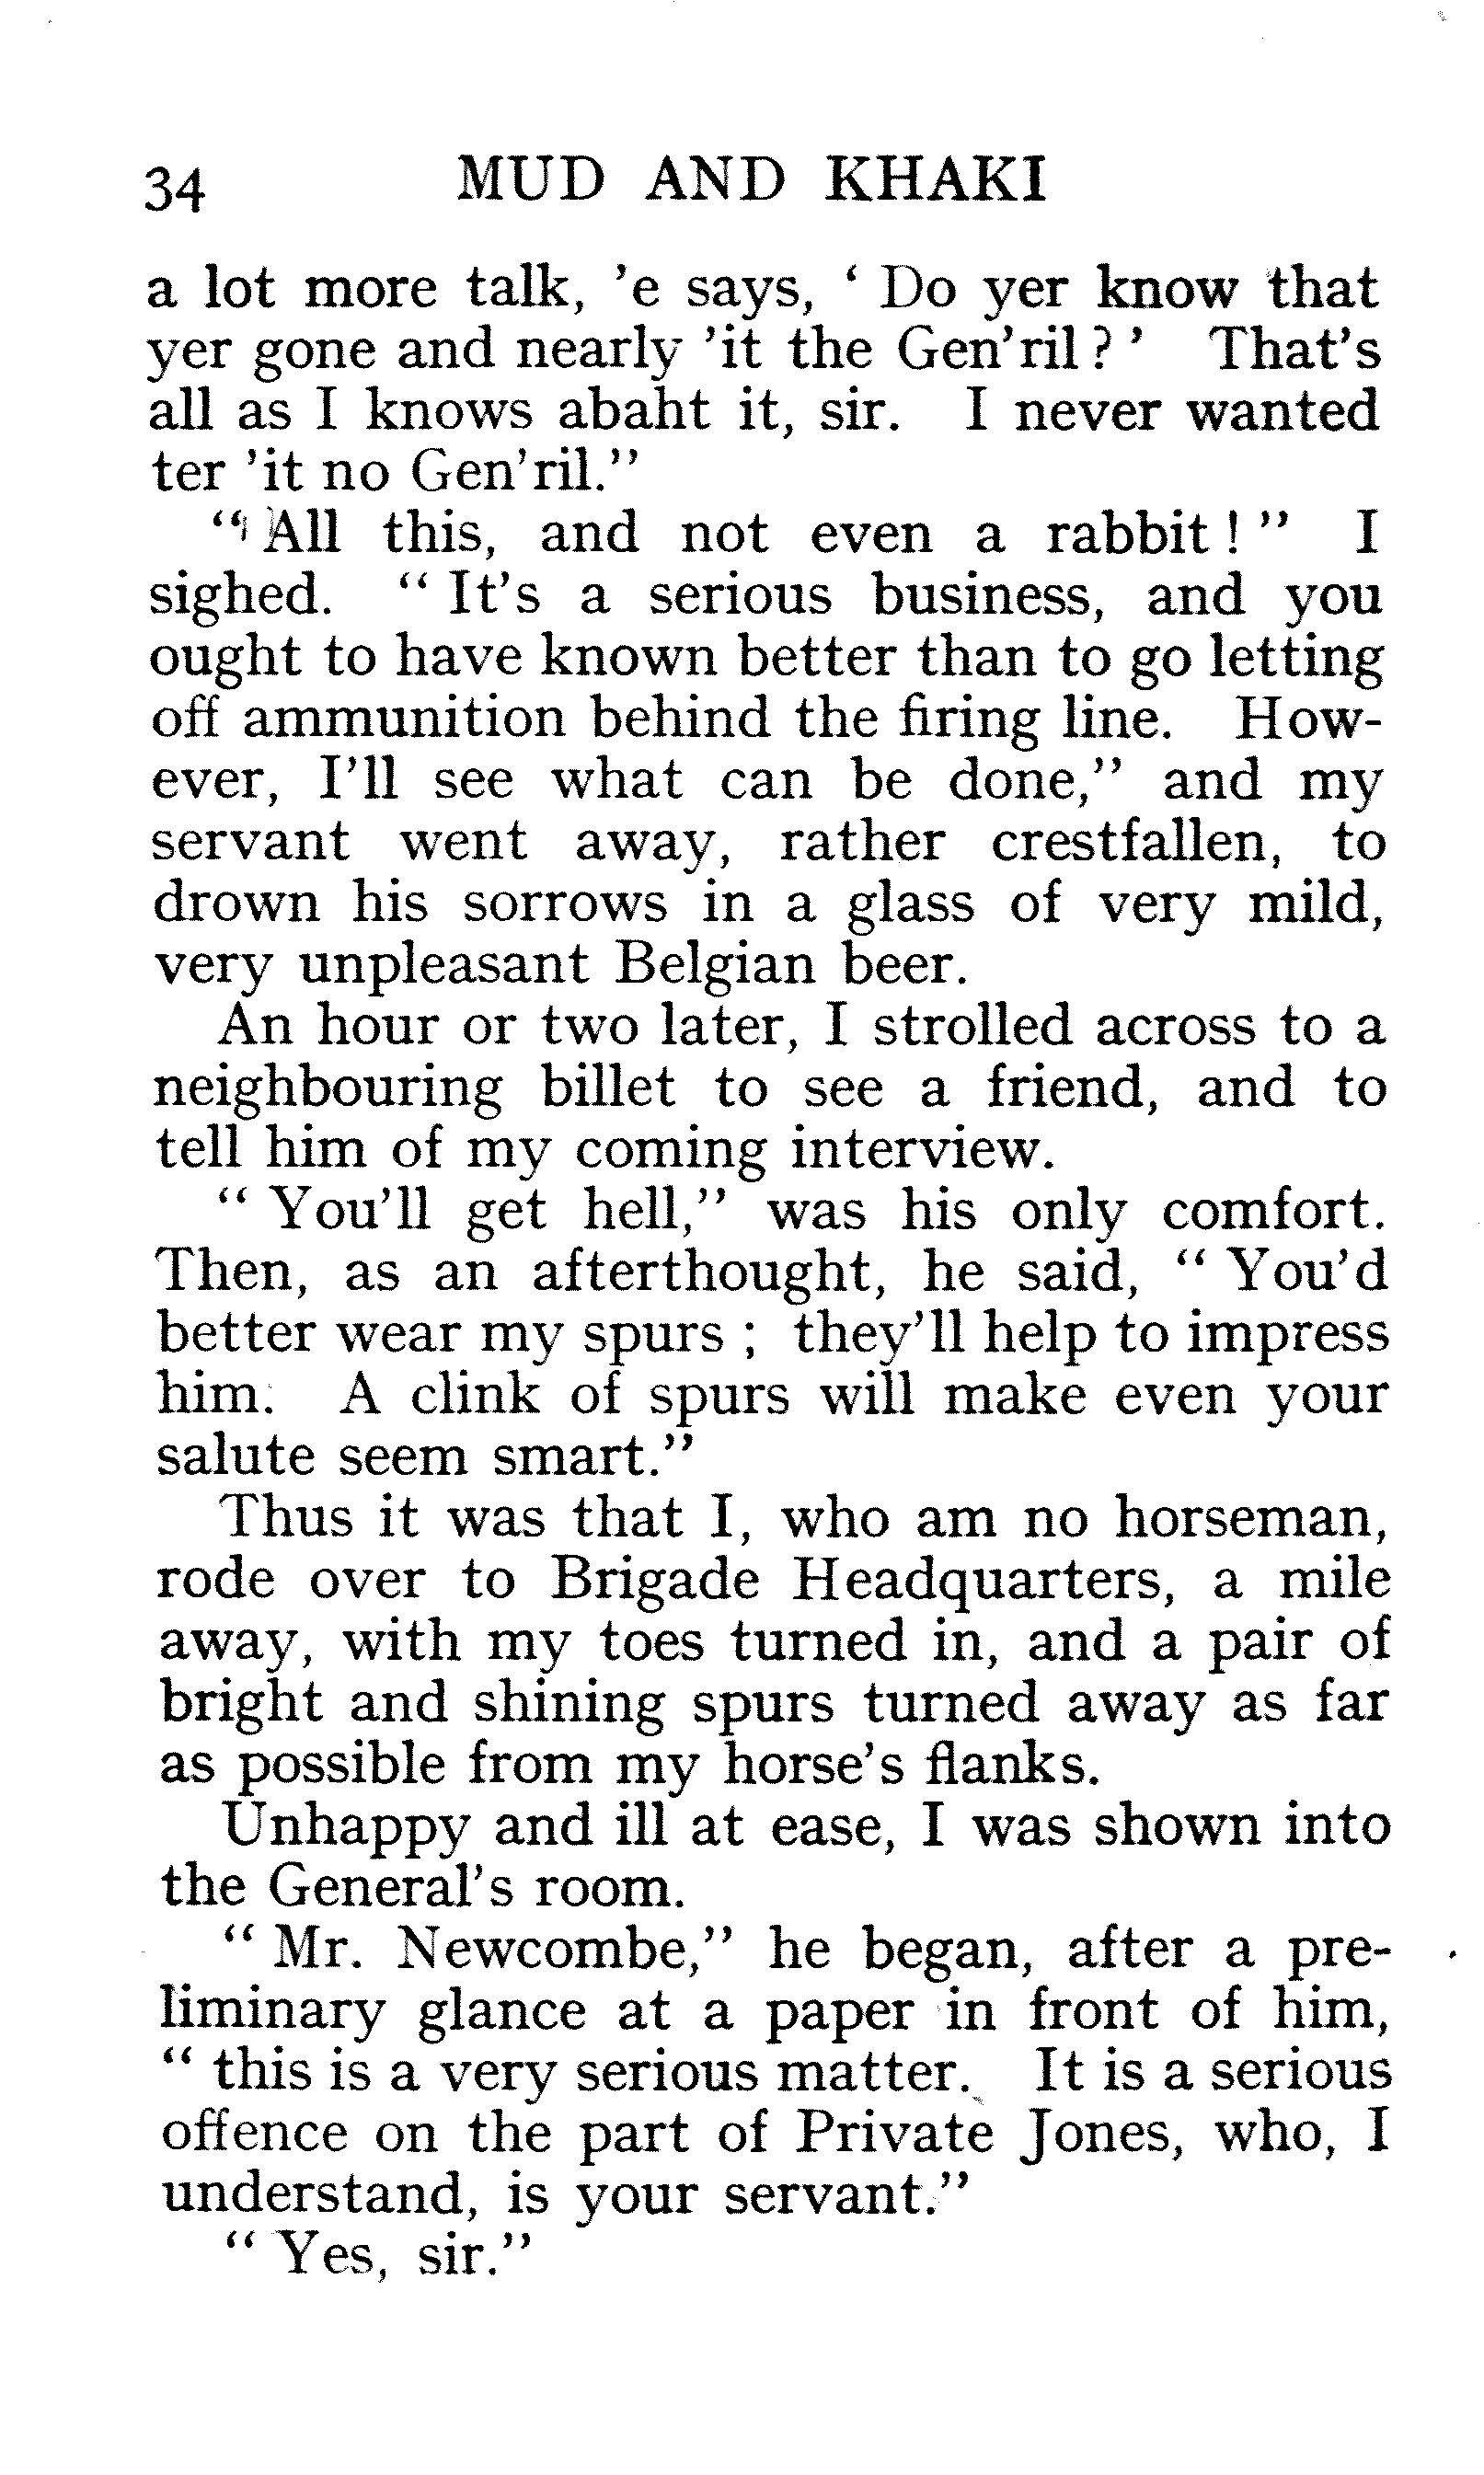 34 MUD AND KHAKI
a lot more talk, 'e says, ‘ Do yer know that
yer gone and nearly 'it the Gen'ril ? ’ That's
all as I knows abaht it, sir. I never wanted
ter 'it no Gen'ril.”
“ All this, and not even a rabbit ! ” I
sighed. “ It's a serious business, and you
ought to have known better than to go letting
off ammunition behind the firing line. How-
ever, I'll see what can be done,” and my
servant went away, rather crestfallen, to
drown his sorrows in a glass of very mild,
very unpleasant Belgian beer.
An hour or two later, I strolled across to a
neighbouring billet to see a friend, and to
tell him of my coming interview.
“ You'll get hell,” was his only comfort.
Then, as an afterthought, he said, “ You'd
better wear my spurs ; they'll help to impress
him. A clink of spurs will make even your
salute seem smart.”
Thus it was that I, who am no horseman,
rode over to Brigade Headquarters, a mile
away, with my toes turned in, and a pair of
bright and shining spurs turned away as far
as possible from my horse's flanks.
Unhappy and ill at ease, I was shown into
the General's room.
“ Mr. Newcombe,” he began, after a pre-
liminary glance at a paper in front of him,
“ this is a very serious matter. It is a serious
offence on the part of Private Jones, who, I
understand, is your servant.”
“ Yes, sir.”